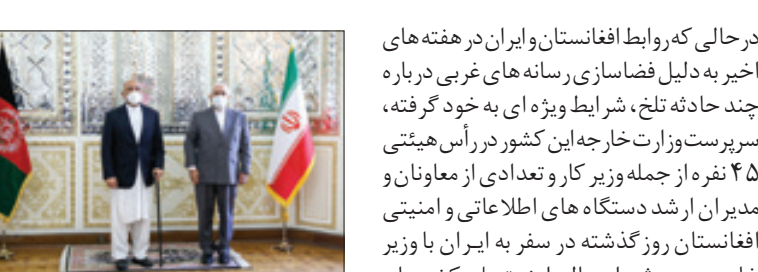 درحالی که روابط افغانستان و ایران در هفته های
اخیر به دلیل فضاسازی رسانه های غربی درباره
چند حادثه تلخ، شرایط ویژه ای به خود گرفته،
سرپرست وزارت خارجه این کشور در رأس هیئتی
۴۵ نفره از جمله وزیر کار و تعدادی از معاونان و
مدیران ارشد دستگاه های اطلاعاتی و امنیتی
افغانستان روز گذشته در سفر به ایـران با وزیر